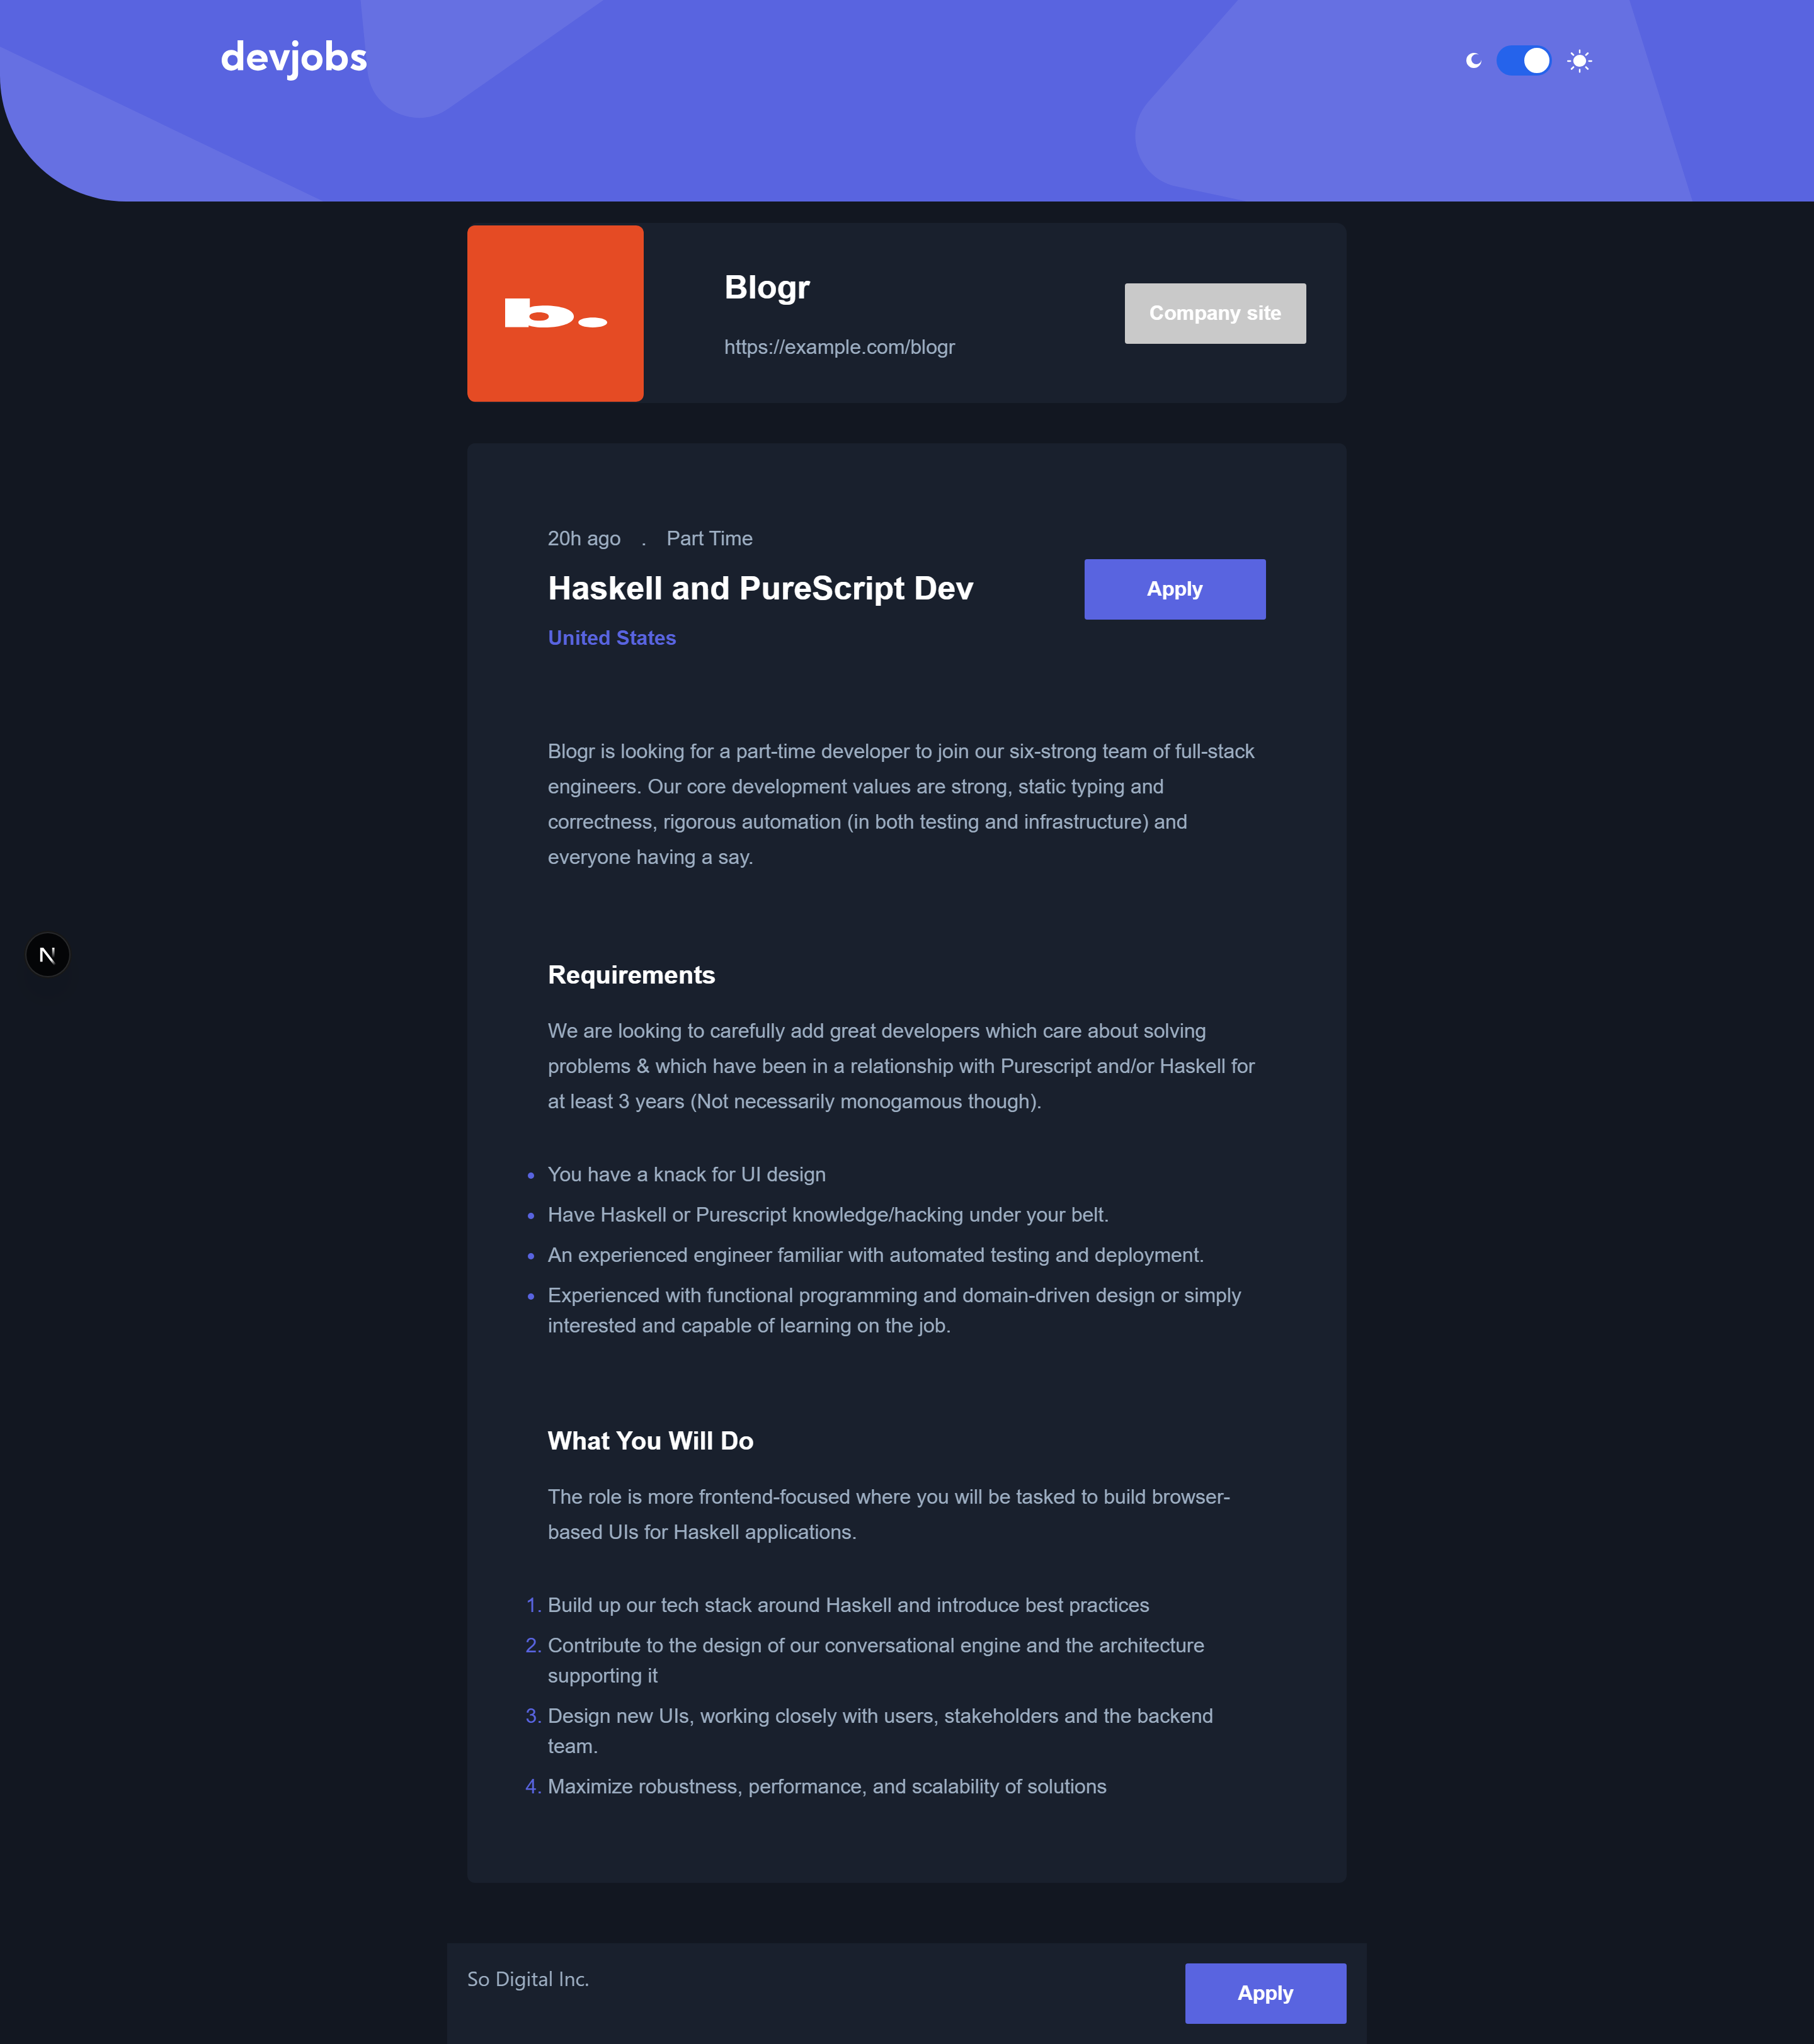 devjobs
b.
Blogr
https://example.com/blogr
Company site
20h ago . Part Time
Haskell and PureScript Dev
Apply
United States
Blogr is looking for a part-time developer to join our six-strong team of full-stack
engineers. Our core development values are strong, static typing and
correctness, rigorous automation (in both testing and infrastructure) and
everyone having a say.
N
Requirements
We are looking to carefully add great developers which care about solving
problems & which have been in a relationship with Purescript and/or Haskell for
at least 3 years (Not necessarily monogamous though).
• You have a knack for UI design
• Have Haskell or Purescript knowledge/hacking under your belt.
• An experienced engineer familiar with automated testing and deployment.
• Experienced with functional programming and domain-driven design or simply
interested and capable of learning on the job.
What You Will Do
The role is more frontend-focused where you will be tasked to build browser-
based UIs for Haskell applications.
1. Build up our tech stack around Haskell and introduce best practices
2. Contribute to the design of our conversational engine and the architecture
supporting it
3. Design new UIs, working closely with users, stakeholders and the backend
team.
4. Maximize robustness, performance, and scalability of solutions
So Digital Inc.
Apply